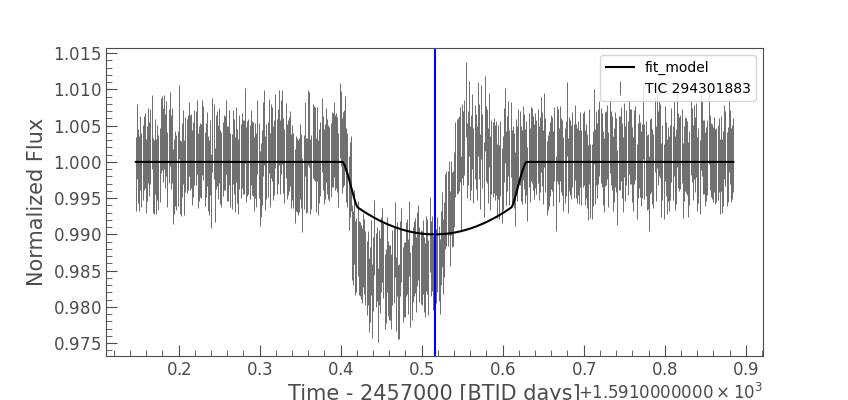 1.015
1.010
1.005
1.000
0.995
0.990
0.985
0.980
0.975
Normalized Flux
fit_model
TIC 294301883
0.2 0.3 0.4 0.5 0.6 0.7 0.8 0.9
Time - 2457000 [BTJD days]
+1.5910000000 × 10³